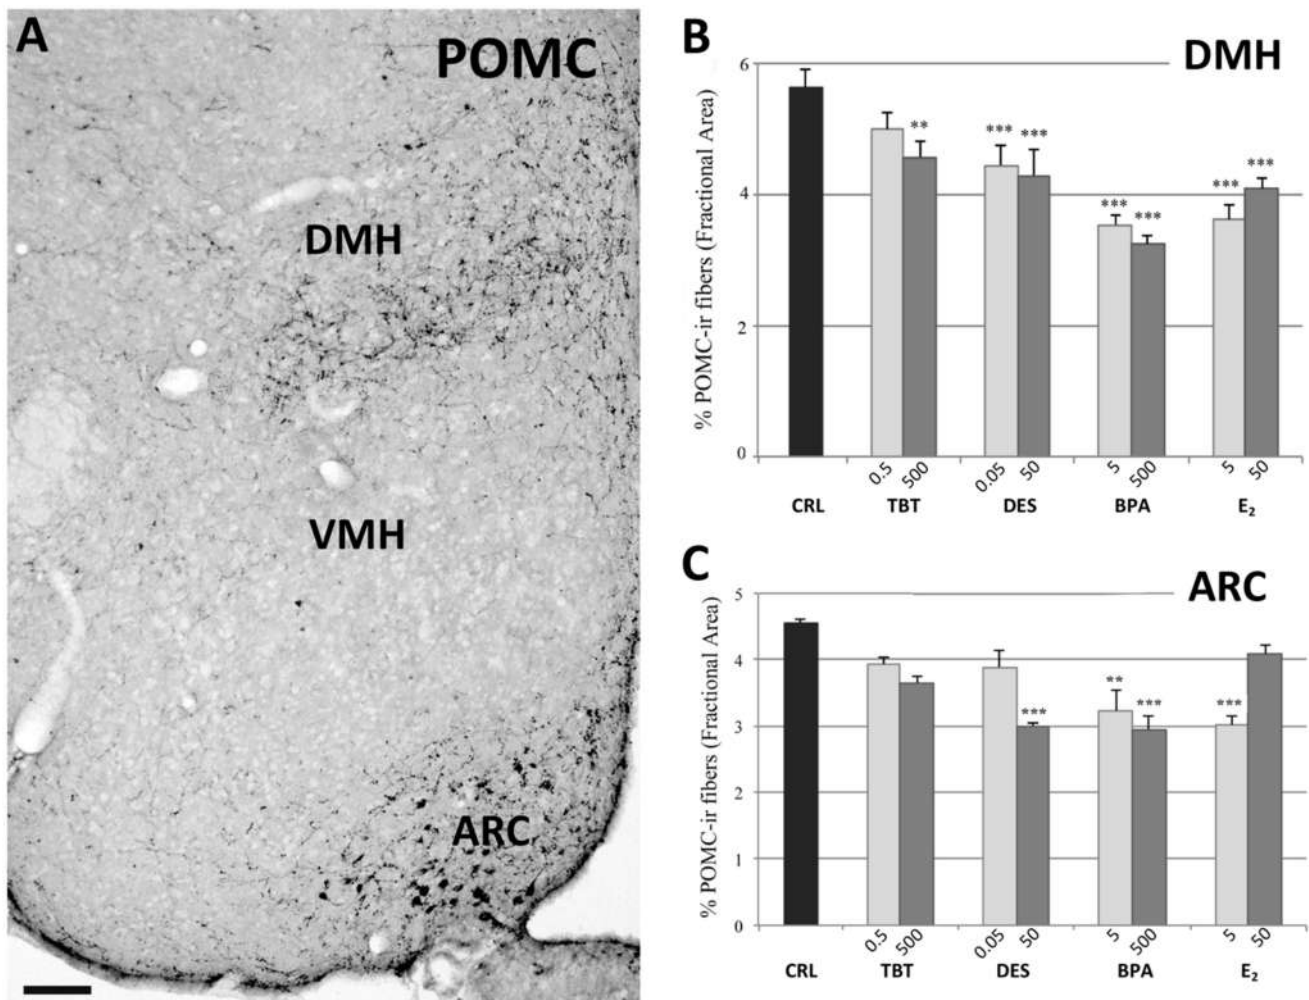 A
POMC
DMH
VMH
ARC
B
DMH
% POMC-ir fibers (Fractional Area)
6
4
2
0
**
***
***
***
***
***
***
0.5
500
0.05
50
5
500
5
50
CRL
TBT
DES
BPA
E₂
C
ARC
% POMC-ir fibers (Fractional Area)
5
4
3
2
1
0
***
**
***
***
0.5
500
0.05
50
5
500
5
50
CRL
TBT
DES
BPA
E₂